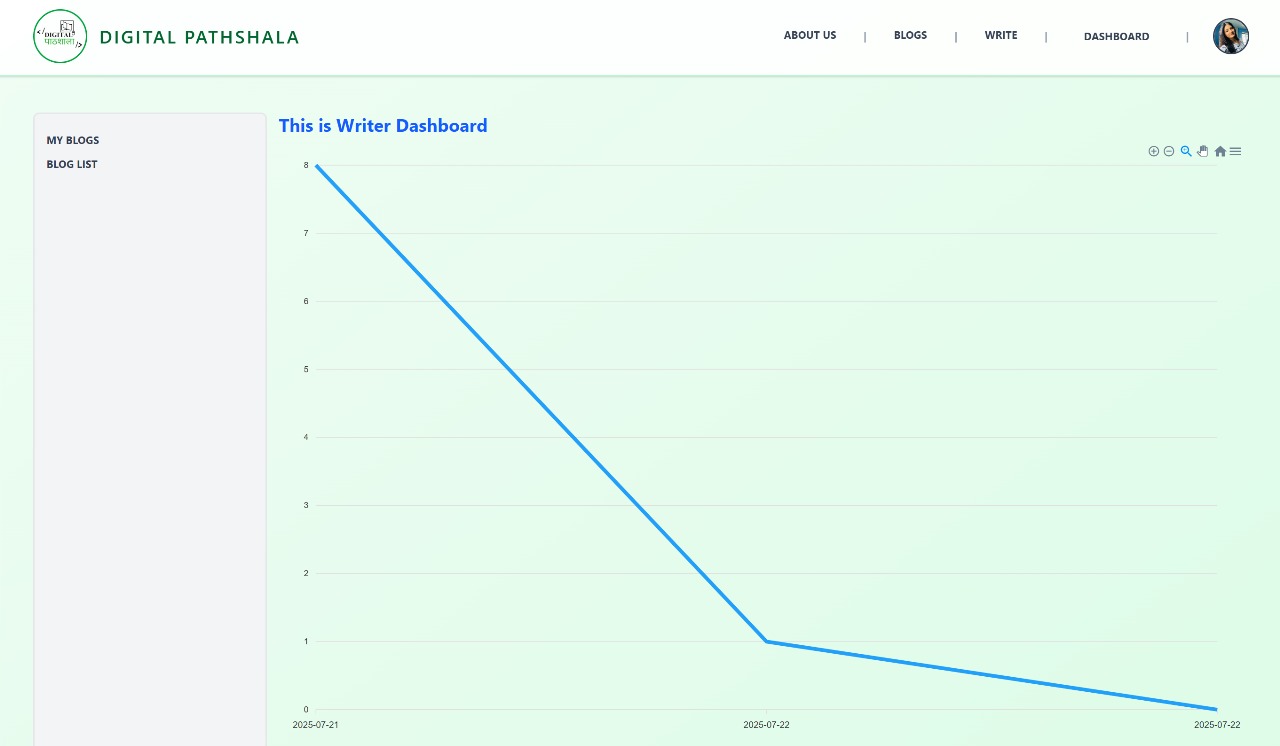 </DIGITAL
पाठशाला/>
DIGITAL PATHSHALA
ABOUT US | BLOGS | WRITE | DASHBOARD |
MY BLOGS
BLOG LIST
This is Writer Dashboard
8
7
6
5
4
3
2
1
0
2025-07-21 2025-07-22 2025-07-22